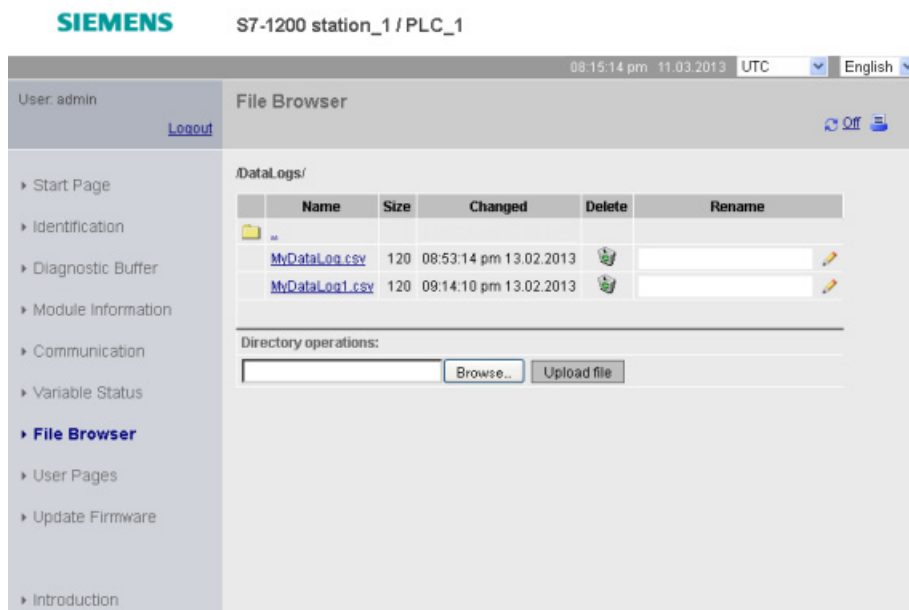 SIEMENS
S7-1200 station_1 / PLC_1
08:15:14 pm 11.03.2013 UTC English
User: admin
Logout
File Browser
Off
Start Page
Identification
Diagnostic Buffer
Module Information
Communication
Variable Status
File Browser
User Pages
Update Firmware
Introduction
/DataLogs/
Name Size Changed Delete Rename
..
MyDataLog.csv 120 08:53:14 pm 13.02.2013
MyDataLog1.csv 120 09:14:10 pm 13.02.2013
Directory operations:
Browse.. Upload file